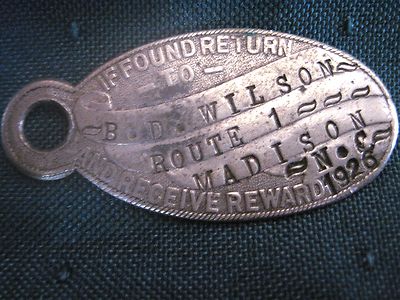 IF FOUND RETURN
— TO —
~B.D.WILSON~
ROUTE 1~~~
MADISON
~N.C.
AND RECEIVE REWARD 1926